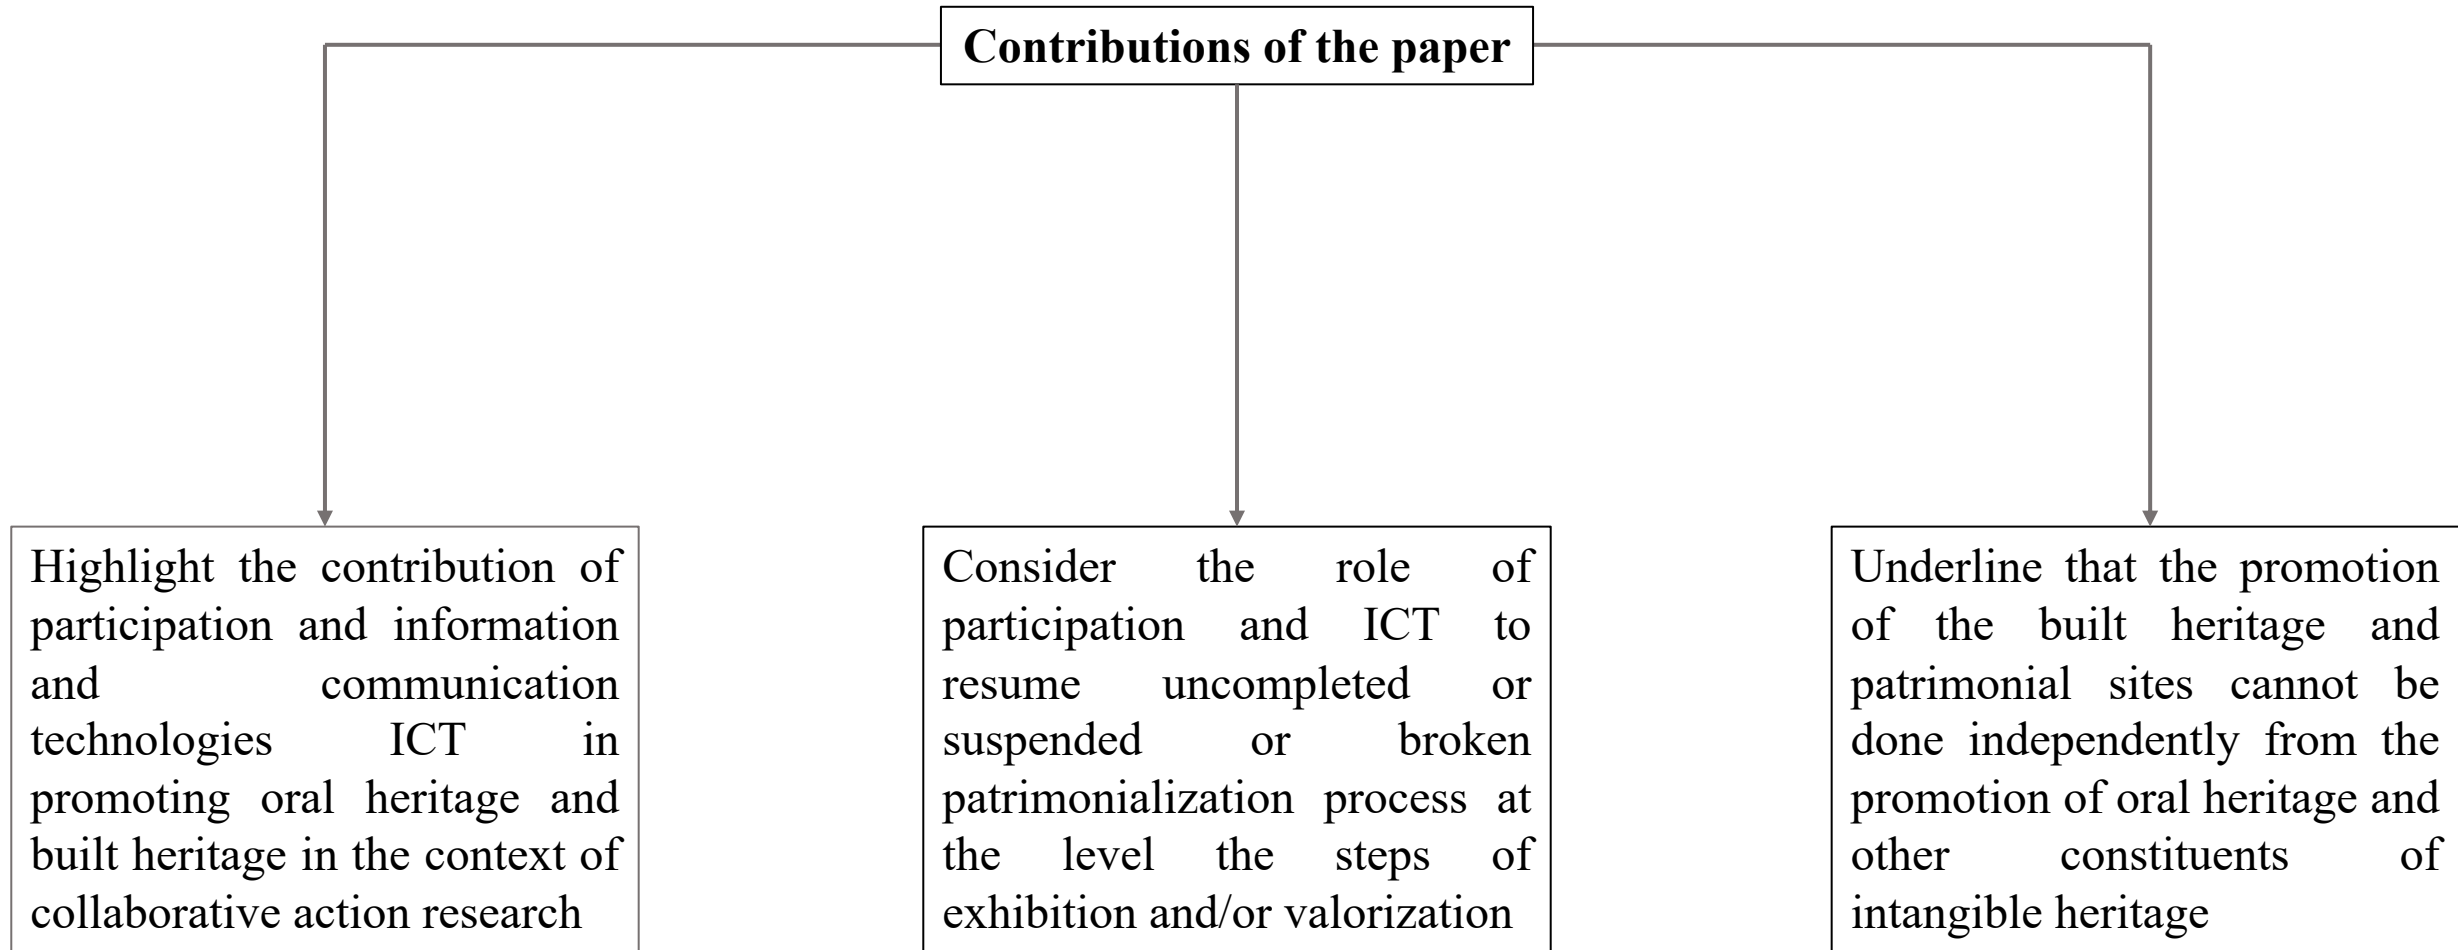 Contributions of the paper
Highlight the contribution of
participation and information
and communication
technologies ICT in
promoting oral heritage and
built heritage in the context of
collaborative action research
Consider the role of
participation and ICT to
resume uncompleted or
suspended or broken
patrimonialization process at
the level the steps of
exhibition and/or valorization
Underline that the promotion
of the built heritage and
patrimonial sites cannot be
done independently from the
promotion of oral heritage and
other constituents of
intangible heritage